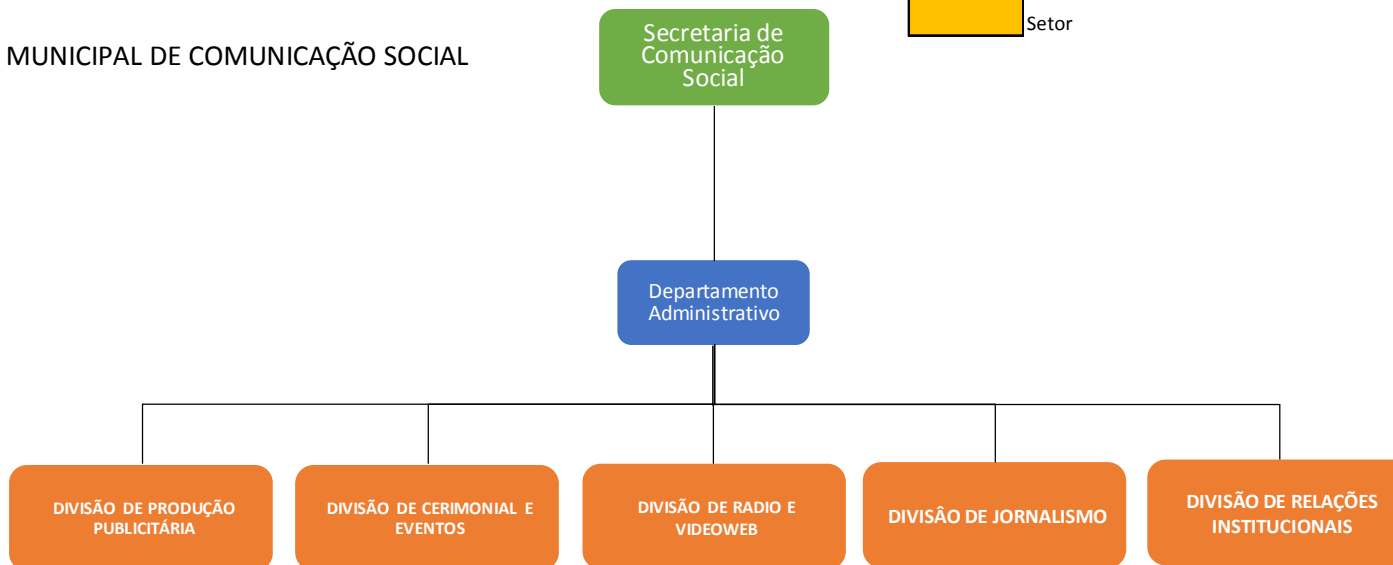 Setor
MUNICIPAL DE COMUNICAÇÃO SOCIAL
Secretaria de
Comunicação
Social
Departamento
Administrativo
DIVISÃO DE PRODUÇÃO
PUBLICITÁRIA
DIVISÃO DE CERIMONIAL E
EVENTOS
DIVISÃO DE RADIO E
VIDEOWEB
DIVISÂO DE JORNALISMO
DIVISÃO DE RELAÇÕES
INSTITUCIONAIS